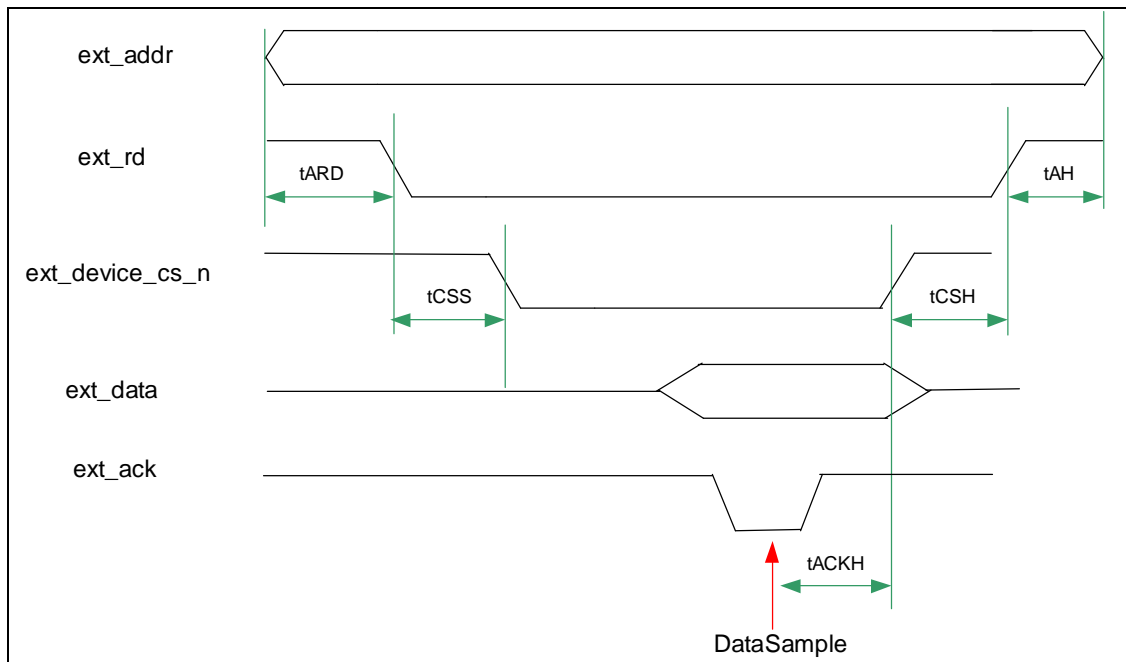 ext_addr
ext_rd
tARD
tAH
ext_device_cs_n
tCSS
tCSH
ext_data
ext_ack
tACKH
DataSample